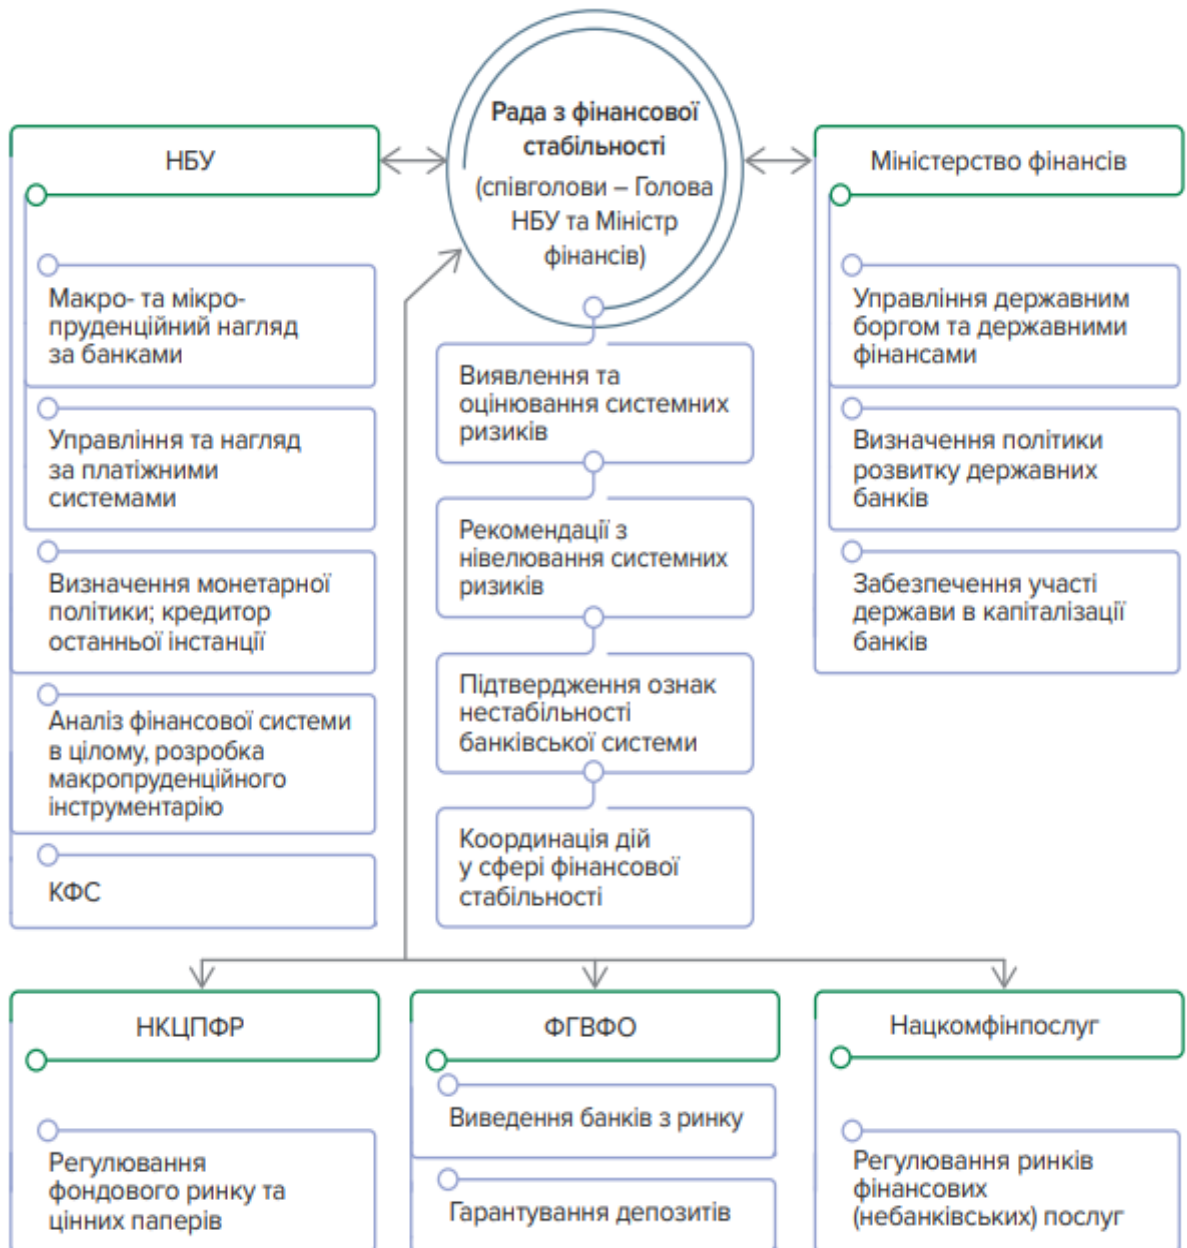 Рада з фінансової
стабільності
(співголови – Голова
НБУ та Міністр
фінансів)
НБУ
Макро- та мікро-
пруденційний нагляд
за банками
Управління та нагляд
за платіжними
системами
Визначення монетарної
політики; кредитор
останньої інстанції
Аналіз фінансової системи
в цілому, розробка
макропруденційного
інструментарію
КФС
Виявлення та
оцінювання системних
ризиків
Рекомендації з
нівелювання системних
ризиків
Підтвердження ознак
нестабільності
банківської системи
Координація дій
у сфері фінансової
стабільності
Міністерство фінансів
Управління державним
боргом та державними
фінансами
Визначення політики
розвитку державних
банків
Забезпечення участі
держави в капіталізації
банків
НКЦПФР
Регулювання
фондового ринку та
цінних паперів
ФГВФО
Виведення банків з ринку
Гарантування депозитів
Нацкомфінпослуг
Регулювання ринків
фінансових
(небанківських) послуг